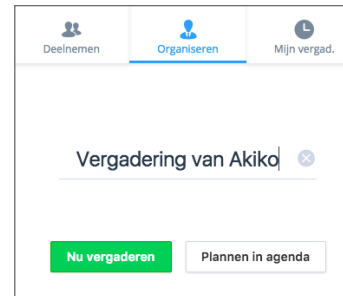 Deelnemen Organiseren Mijn vergad.
Vergadering van Akiko
Nu vergaderen Plannen in agenda